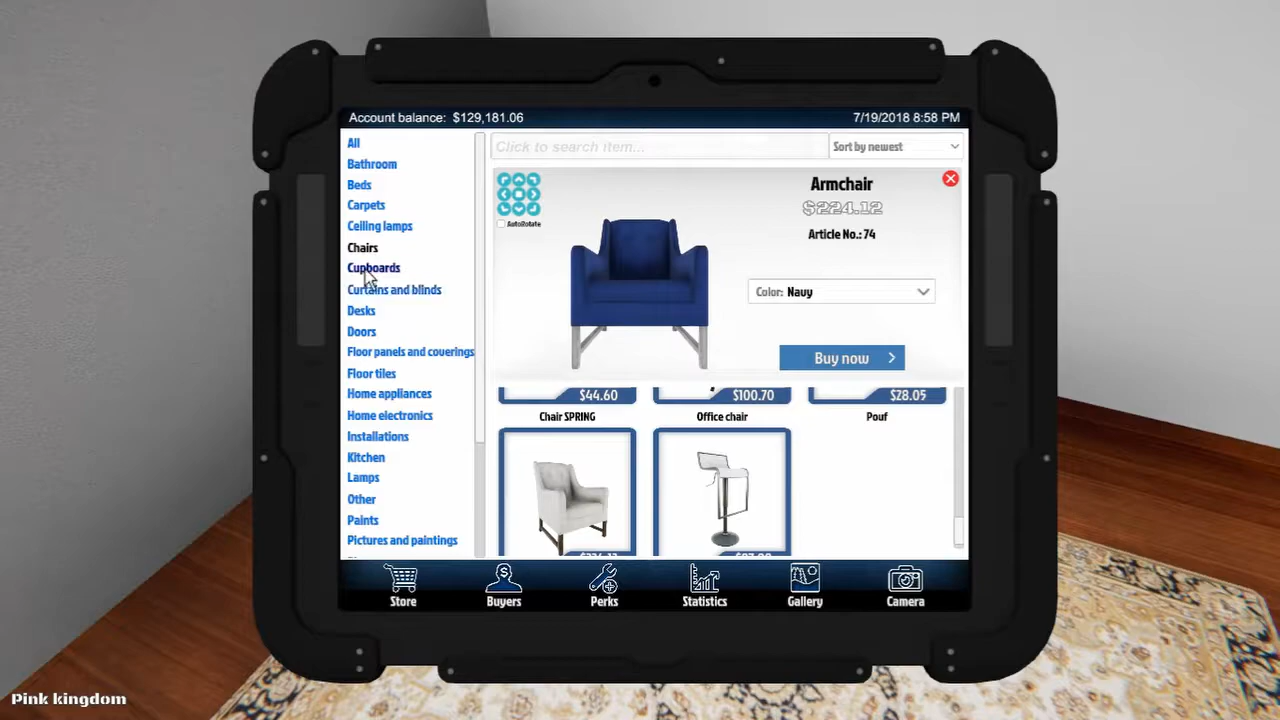 Account balance: $129,181.06
7/19/2018 8:58 PM
All
Bathroom
Beds
Carpets
Ceiling lamps
Chairs
Cupboards
Curtains and blinds
Desks
Doors
Floor panels and coverings
Floor tiles
Home appliances
Home electronics
Installations
Kitchen
Lamps
Other
Paints
Pictures and paintings
Click to search item...
Sort by newest
AutoRotate
Armchair
$224.12
Article No.: 74
Color: Navy
Buy now
$44.60
$100.70
$28.05
Chair SPRING
Office chair
Pouf
Store
Buyers
Perks
Statistics
Gallery
Camera
Pink kingdom